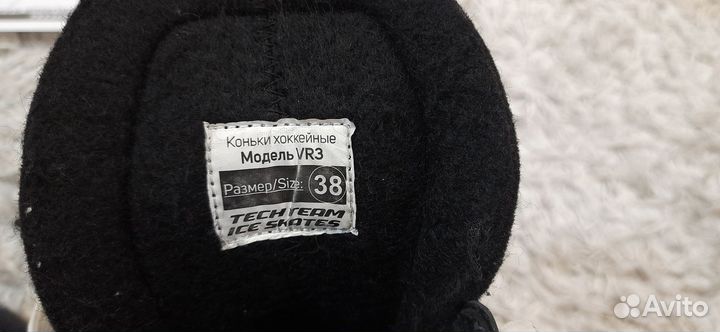 Коньки хоккейные
Модель VR3
Размер/Size: 38
TECH TEAM
ICE SKATES
Avito